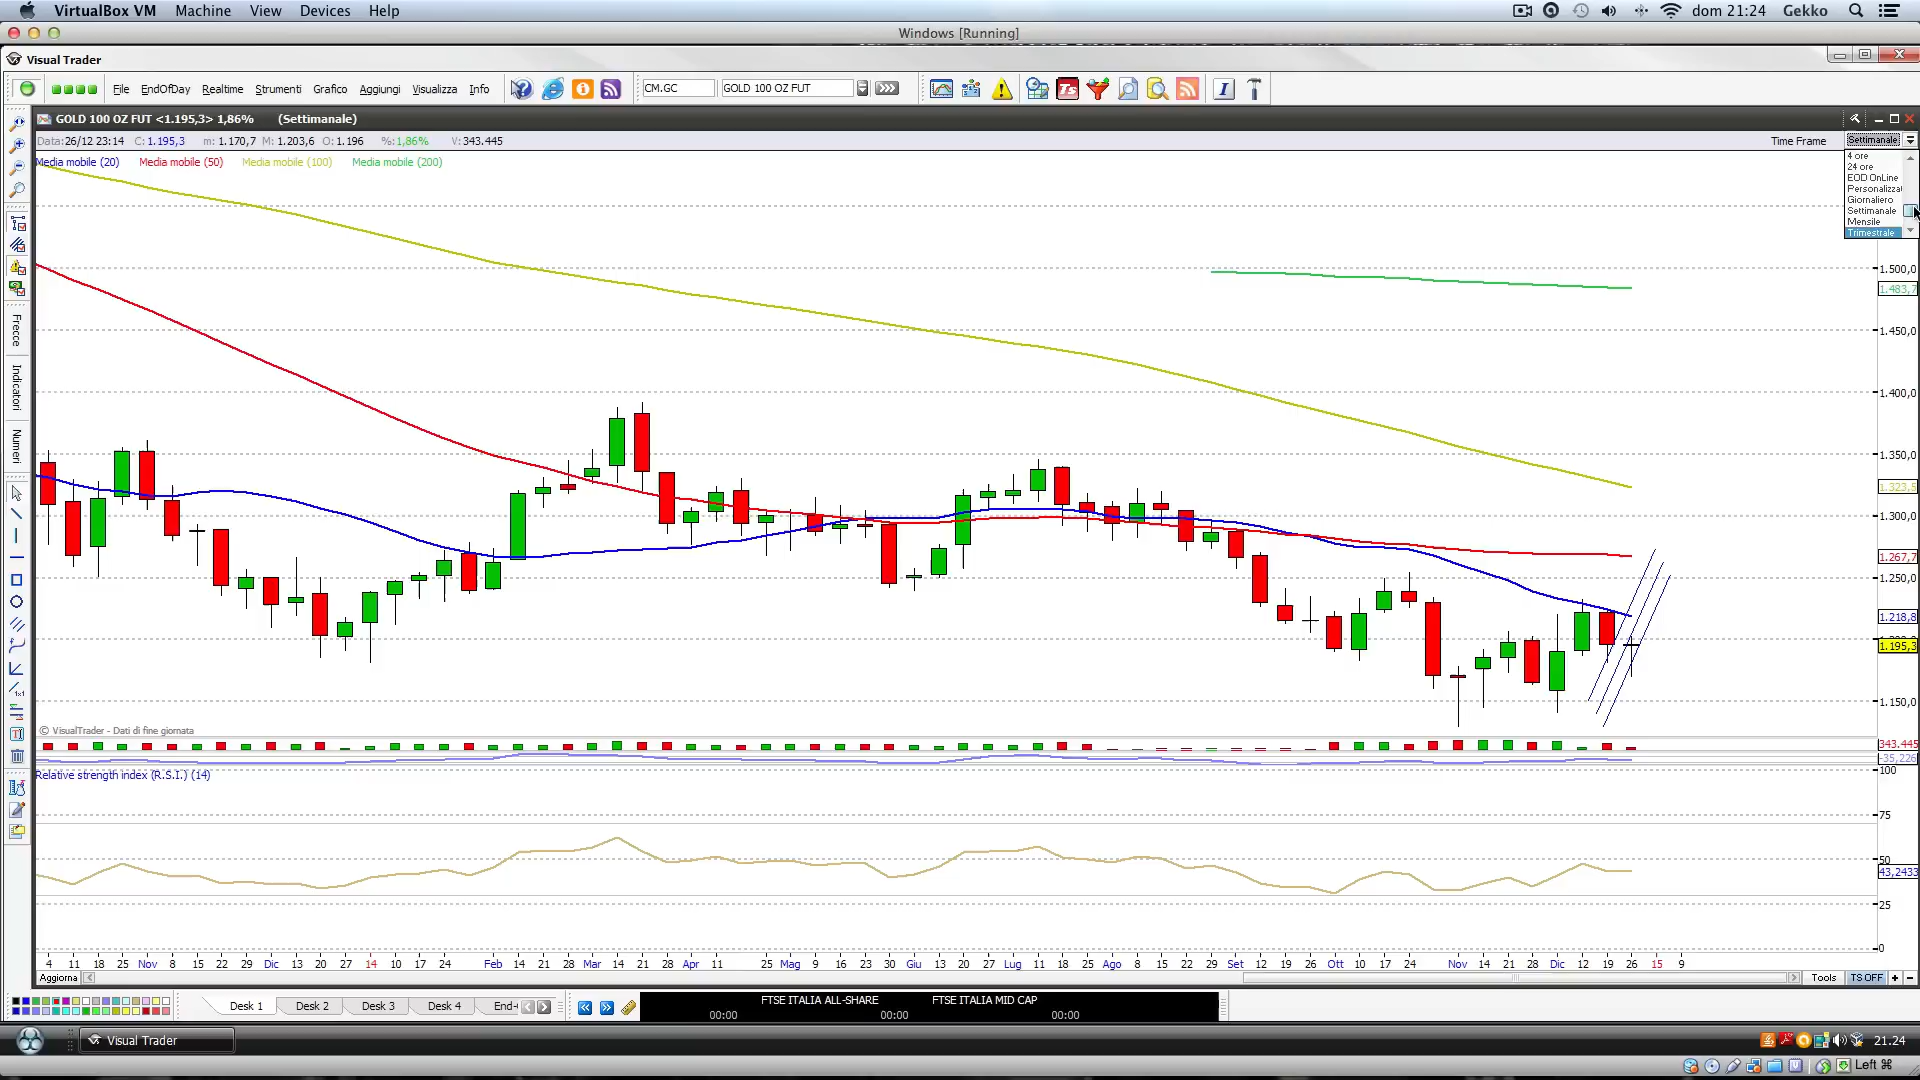 VirtualBox VM Machine View Devices Help dom 21:24 Gekko
Windows [Running]
Visual Trader
File EndOfDay Realtime Strumenti Grafico Aggiungi Visualizza Info CM.GC GOLD 100 OZ FUT
GOLD 100 OZ FUT <1.195,3> 1,86% (Settimanale)
Data:26/12 23:14 C: 1.195,3 m: 1.170,7 M: 1.203,6 O: 1.196 %:1,86% V:343.445 Time Frame Settimanale
Media mobile (20) Media mobile (50) Media mobile (100) Media mobile (200)
4 ore
24 ore
EOD OnLine
Personalizzat
Giornaliero
Settimanale
Mensile
Trimestrale
1.500,0
1.483,7
1.450,0
1.400,0
1.350,0
1.323,5
1.300,0
1.267,7
1.250,0
1.218,8
1.195,3
1.150,0
Frecce
Indicatori
Numeri
© VisualTrader - Dati di fine giornata
343.445
-35,226
Relative strength index (R.S.I.) (14)
100
75
50
43,2433
25
0
4 11 18 25 Nov 8 15 22 29 Dic 13 20 27 14 10 17 24 Feb 14 21 28 Mar 14 21 28 Apr 11 25 Mag 9 16 23 30 Giu 13 20 27 Lug 11 18 25 Ago 8 15 22 29 Set 12 19 26 Ott 10 17 24 Nov 14 21 28 Dic 12 19 26 15 9
Aggiorna Tools TS OFF
Desk 1 Desk 2 Desk 3 Desk 4 End-
FTSE ITALIA ALL-SHARE FTSE ITALIA MID CAP
00:00 00:00 00:00
Visual Trader 21.24
Left ⌘